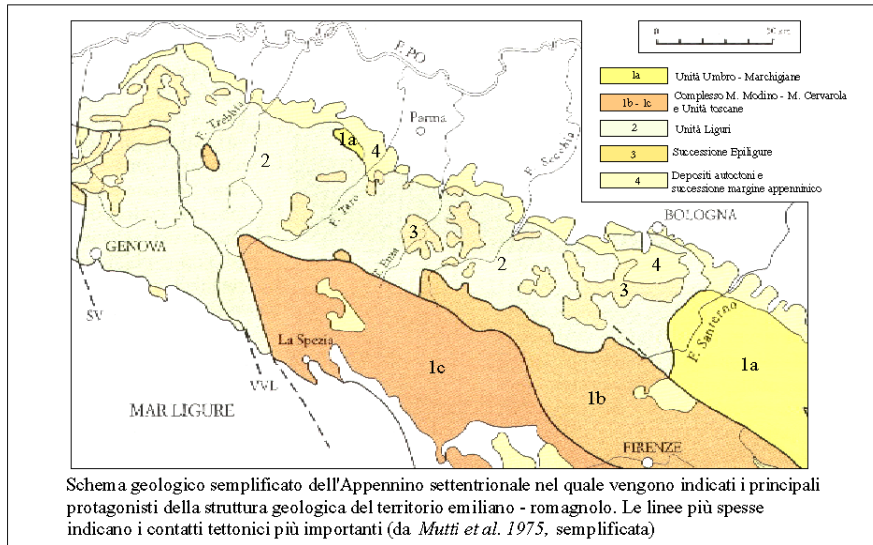 F. PO
0 50 km
1a Unità Umbro - Marchigiane
1b - 1c Complesso M. Modino - M. Cervarola
e Unità toscane
2 Unità Liguri
3 Successione Epiligure
4 Depositi autoctoni e
successione margine appenninico
Parma
F. Trebbia
1a
4
2
F. Secchia
F. Taro
BOLOGNA
3
GENOVA
F. Enza
2
4
3
SV
F. Santerno
La Spezia
1c
1a
VVL
1b
MAR LIGURE
FIRENZE
Schema geologico semplificato dell'Appennino settentrionale nel quale vengono indicati i principali
protagonisti della struttura geologica del territorio emiliano - romagnolo. Le linee più spesse
indicano i contatti tettonici più importanti (da Mutti et al. 1975, semplificata)